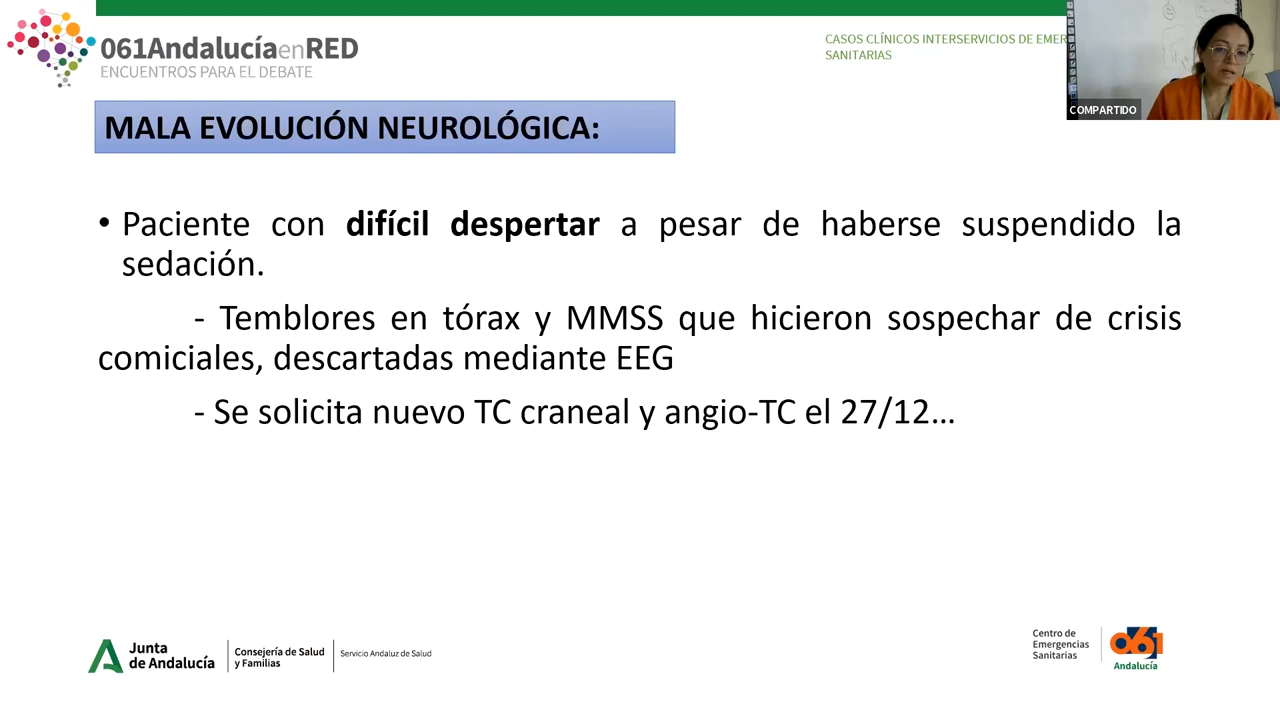 061AndalucíaenRED
ENCUENTROS PARA EL DEBATE
CASOS CLÍNICOS INTERSERVICIOS DE EMER
SANITARIAS
COMPARTIDO
MALA EVOLUCIÓN NEUROLÓGICA:
• Paciente con difícil despertar a pesar de haberse suspendido la
sedación.
- Temblores en tórax y MMSS que hicieron sospechar de crisis
comiciales, descartadas mediante EEG
- Se solicita nuevo TC craneal y angio-TC el 27/12...
Junta
de Andalucía
Consejería de Salud
y Familias
Servicio Andaluz de Salud
Centro de
Emergencias
Sanitarias
061
Andalucía